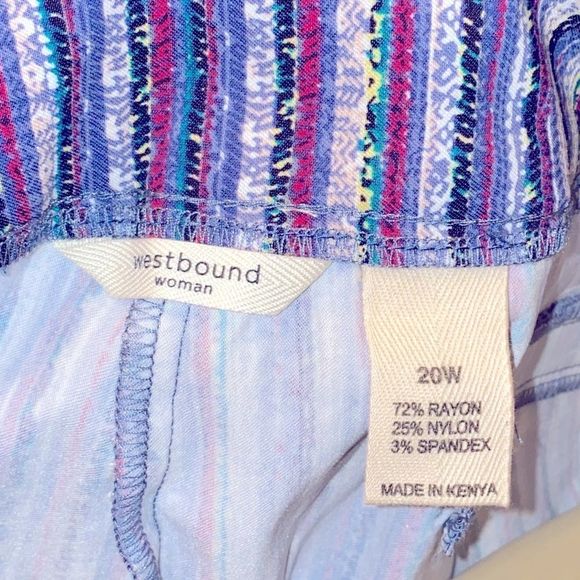 westbound
woman
20W
72% RAYON
25% NYLON
3% SPANDEX
MADE IN KENYA